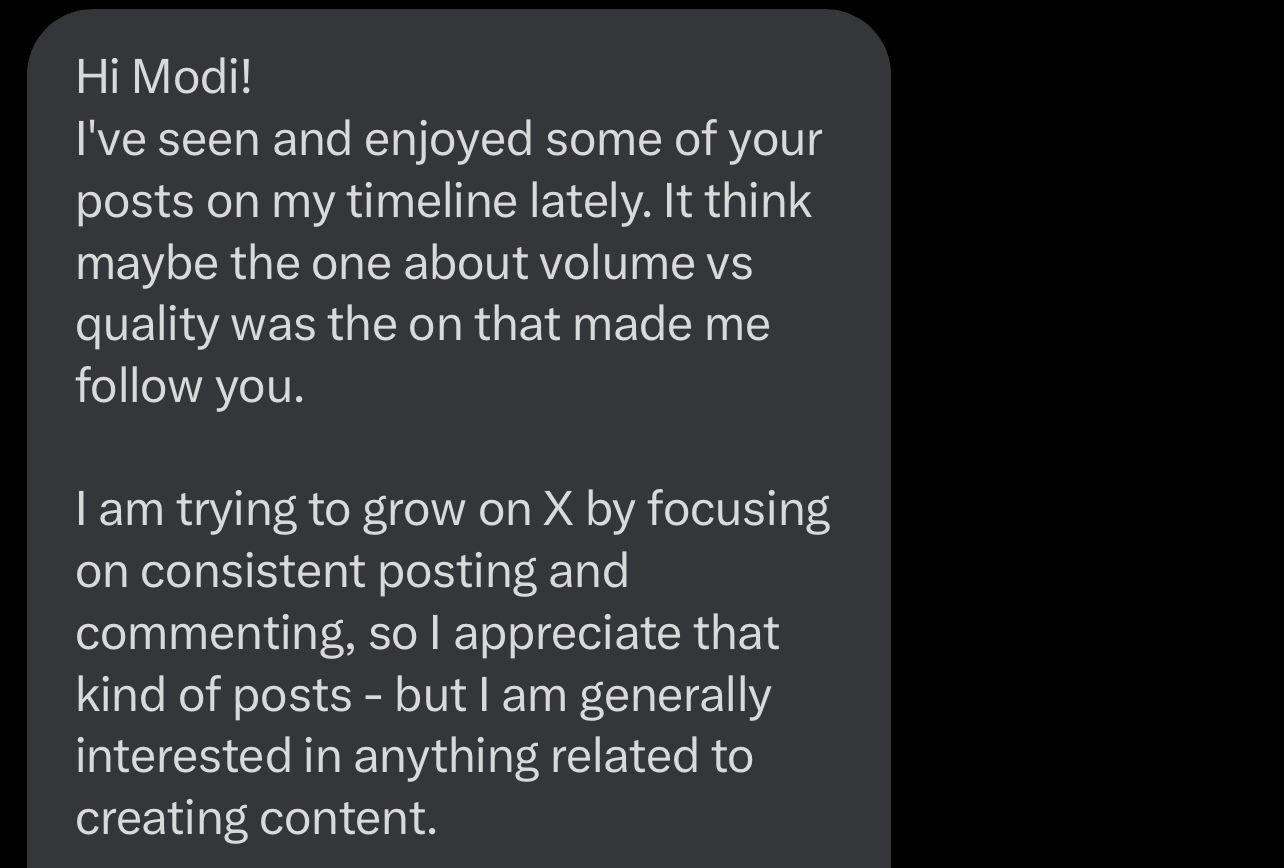 Hi Modi!
I've seen and enjoyed some of your
posts on my timeline lately. It think
maybe the one about volume vs
quality was the on that made me
follow you.
I am trying to grow on X by focusing
on consistent posting and
commenting, so I appreciate that
kind of posts - but I am generally
interested in anything related to
creating content.